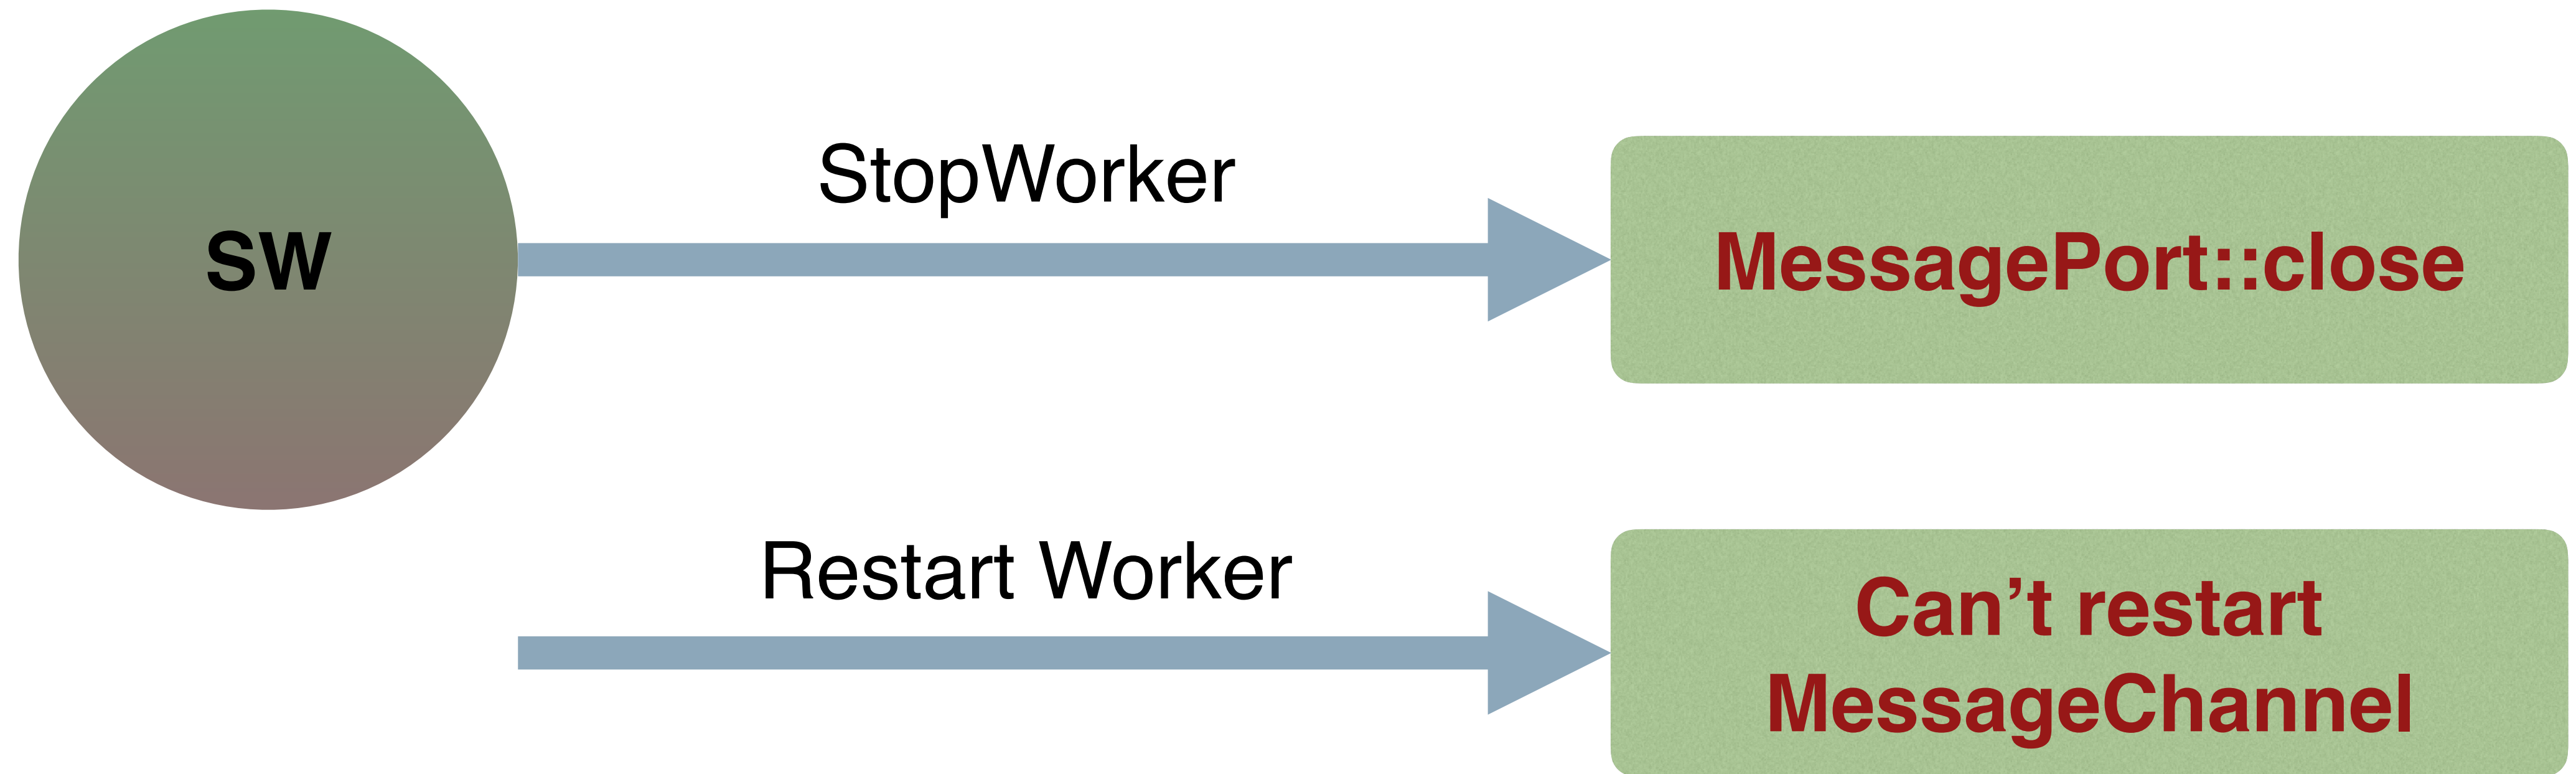 SW
StopWorker
MessagePort::close
Restart Worker
Can’t restart
MessageChannel